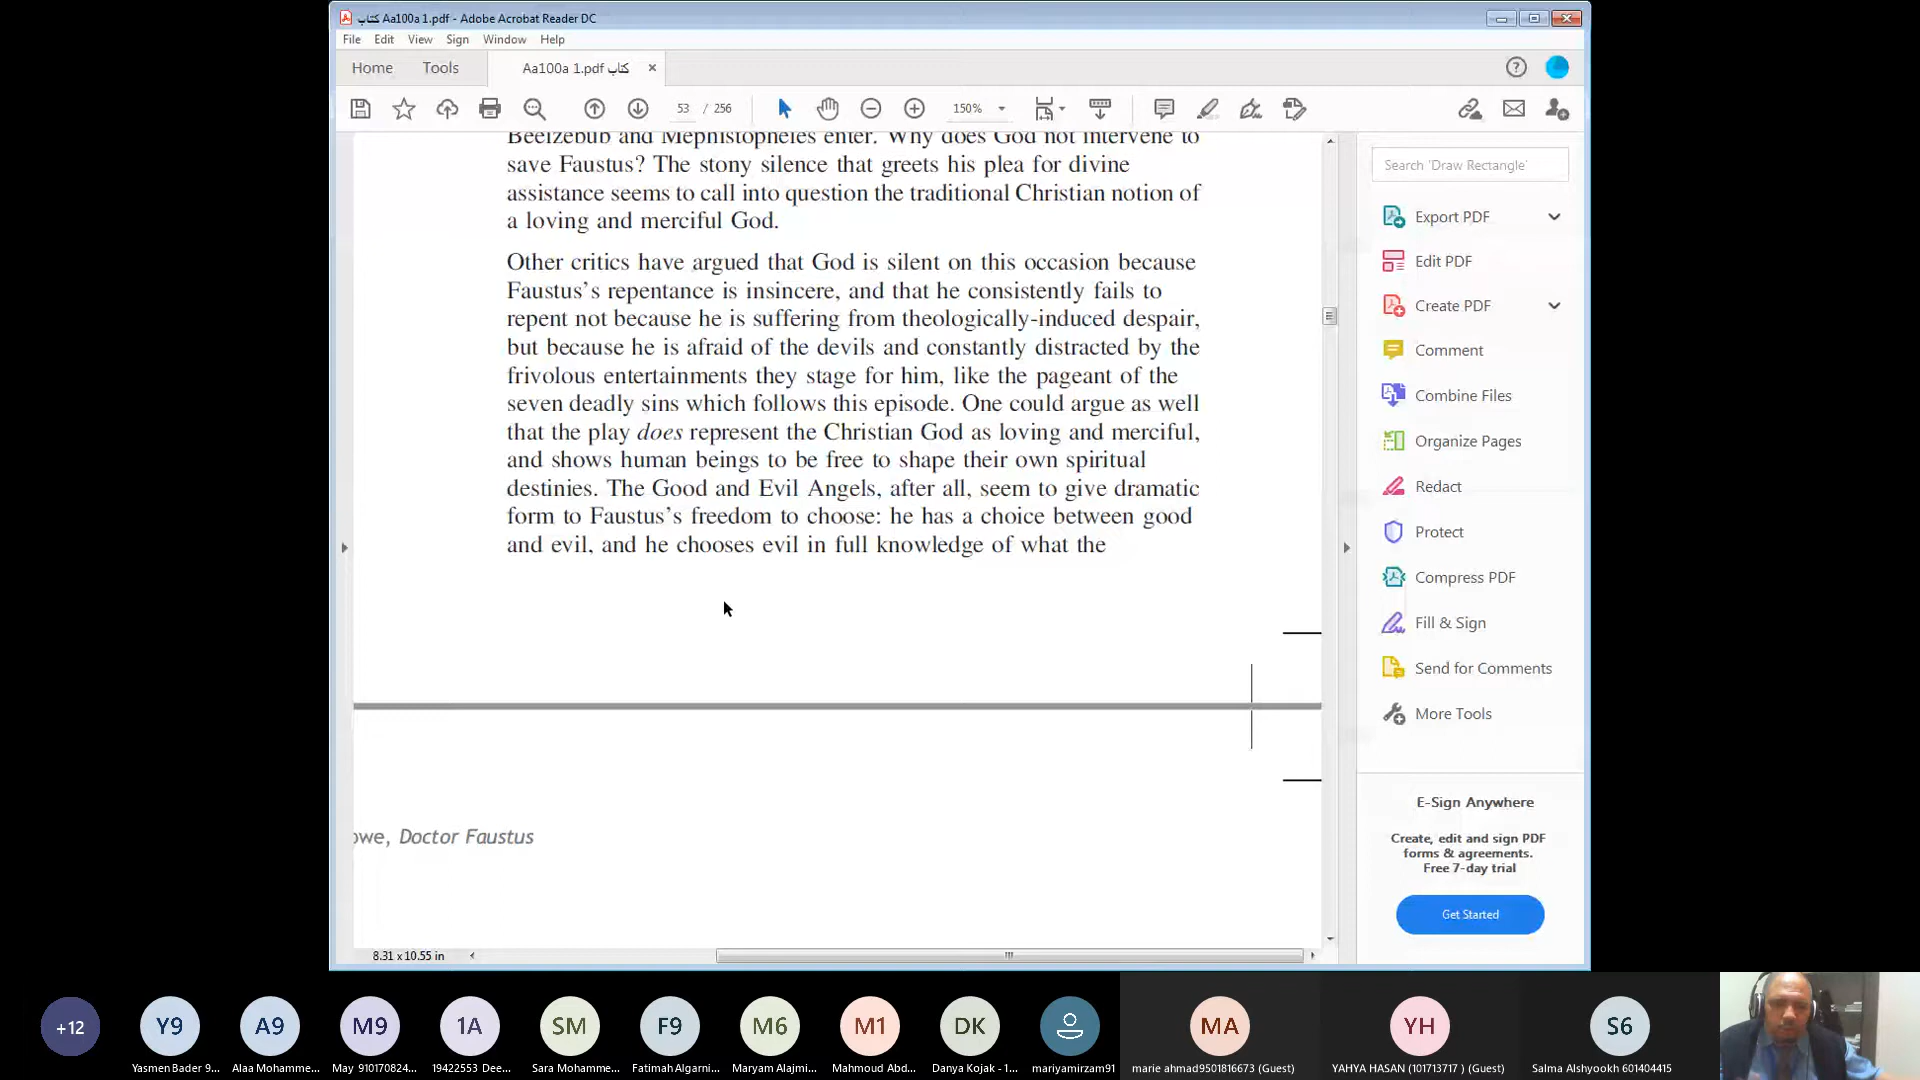 كتاب Aa100a 1.pdf - Adobe Acrobat Reader DC
File Edit View Sign Window Help
Home Tools Aa100a 1.pdf كتاب
53 / 256 150%
Beelzebub and Mephistopheles enter. Why does God not intervene to
save Faustus? The stony silence that greets his plea for divine
assistance seems to call into question the traditional Christian notion of
a loving and merciful God.
Other critics have argued that God is silent on this occasion because
Faustus's repentance is insincere, and that he consistently fails to
repent not because he is suffering from theologically-induced despair,
but because he is afraid of the devils and constantly distracted by the
frivolous entertainments they stage for him, like the pageant of the
seven deadly sins which follows this episode. One could argue as well
that the play does represent the Christian God as loving and merciful,
and shows human beings to be free to shape their own spiritual
destinies. The Good and Evil Angels, after all, seem to give dramatic
form to Faustus's freedom to choose: he has a choice between good
and evil, and he chooses evil in full knowledge of what the
owe, Doctor Faustus
8.31 x 10.55 in
Search 'Draw Rectangle'
Export PDF
Edit PDF
Create PDF
Comment
Combine Files
Organize Pages
Redact
Protect
Compress PDF
Fill & Sign
Send for Comments
More Tools
E-Sign Anywhere
Create, edit and sign PDF
forms & agreements.
Free 7-day trial
Get Started
+12 Y9 A9 M9 1A SM F9 M6 M1 DK MA YH S6
Yasmen Bader 9... Alaa Mohamme... May 910170824... 19422553 Dee... Sara Mohamme... Fatimah Algarni... Maryam Alajmi... Mahmoud Abd... Danya Kojak - 1... mariyamirzam91 marie ahmad9501816673 (Guest) YAHYA HASAN (101713717 ) (Guest) Salma Alshyookh 601404415